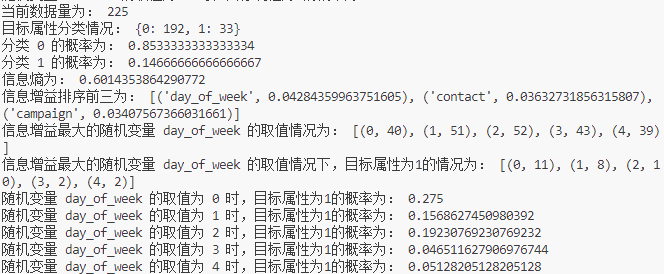 当前数据量为： 225
目标属性分类情况： {0: 192, 1: 33}
分类 0 的概率为： 0.8533333333333334
分类 1 的概率为： 0.14666666666666667
信息熵为： 0.6014353864290772
信息增益排序前三为： [('day_of_week', 0.04284359963751605), ('contact', 0.03632731856315807),
('campaign', 0.03407567366031661)]
信息增益最大的随机变量 day_of_week 的取值情况为： [(0, 40), (1, 51), (2, 52), (3, 43), (4, 39)
]
信息增益最大的随机变量 day_of_week 的取值情况下，目标属性为1的情况为： [(0, 11), (1, 8), (2, 1
0), (3, 2), (4, 2)]
随机变量 day_of_week 的取值为 0 时，目标属性为1的概率为： 0.275
随机变量 day_of_week 的取值为 1 时，目标属性为1的概率为： 0.1568627450980392
随机变量 day_of_week 的取值为 2 时，目标属性为1的概率为： 0.19230769230769232
随机变量 day_of_week 的取值为 3 时，目标属性为1的概率为： 0.046511627906976744
随机变量 day_of_week 的取值为 4 时，目标属性为1的概率为： 0.05128205128205128